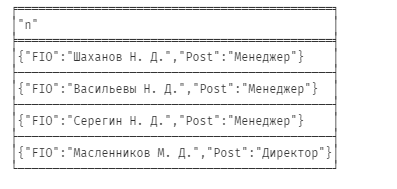 "n"
{"FIO":"Шаханов Н. Д.","Post":"Менеджер"}
{"FIO":"Васильевы Н. Д.","Post":"Менеджер"}
{"FIO":"Серегин Н. Д.","Post":"Менеджер"}
{"FIO":"Масленников М. Д.","Post":"Директор"}